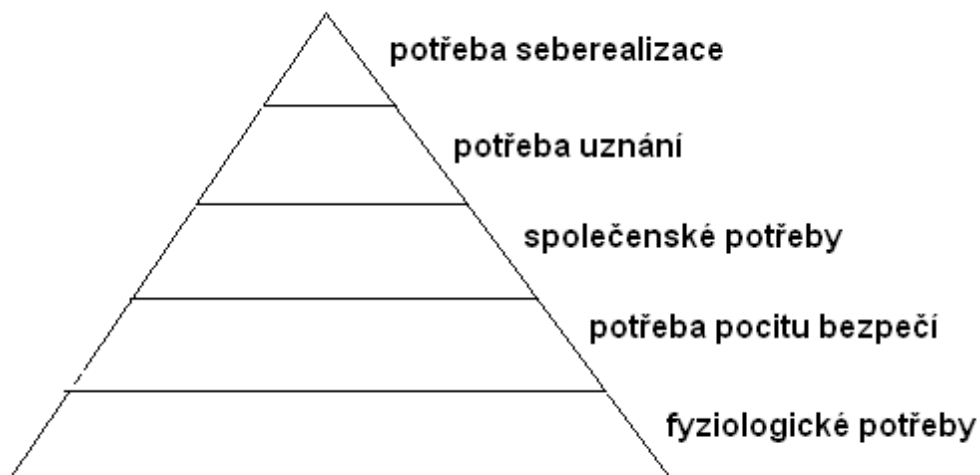 potřeba seberealizace
potřeba uznání
společenské potřeby
potřeba pocitu bezpečí
fyziologické potřeby